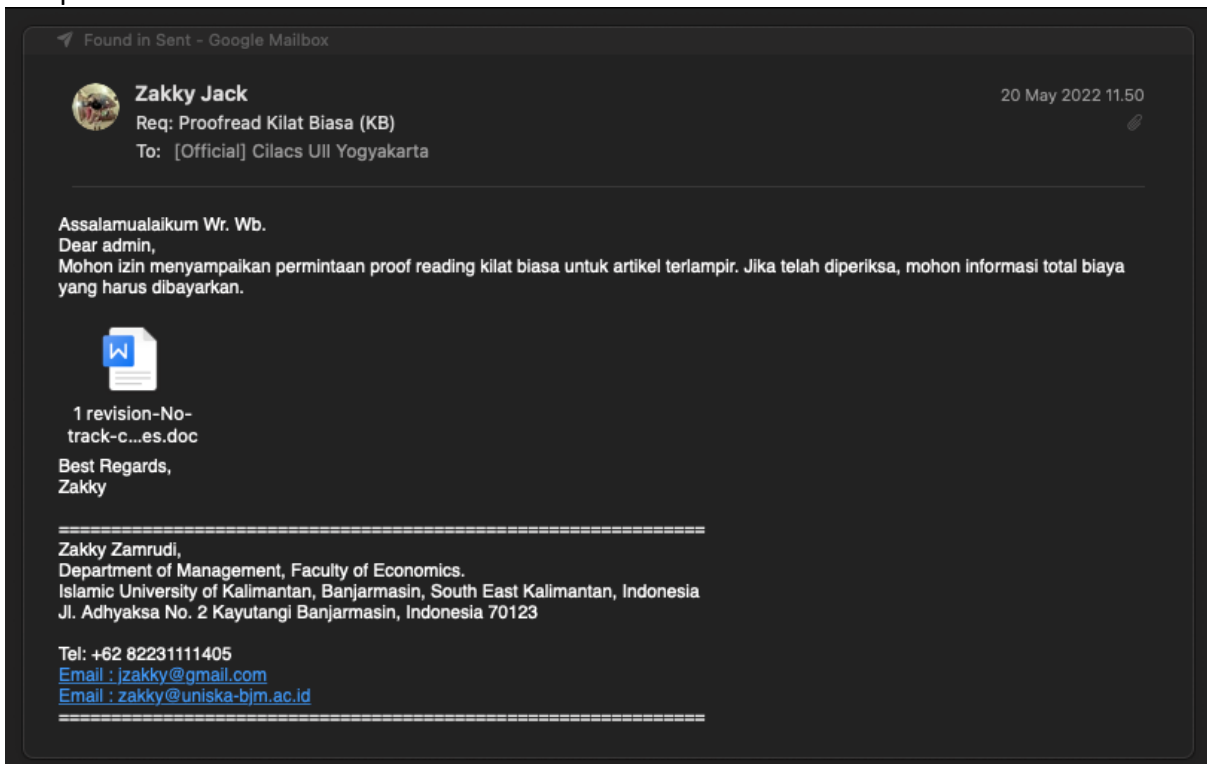 Found in Sent - Google Mailbox
Zakky Jack
20 May 2022 11.50
Req: Proofread Kilat Biasa (KB)
To: [Official] Cilacs UII Yogyakarta
Assalamualaikum Wr. Wb.
Dear admin,
Mohon izin menyampaikan permintaan proof reading kilat biasa untuk artikel terlampir. Jika telah diperiksa, mohon informasi total biaya
yang harus dibayarkan.
W
1 revision-No-
track-c...es.doc
Best Regards,
Zakky
==============================================================
Zakky Zamrudi,
Department of Management, Faculty of Economics.
Islamic University of Kalimantan, Banjarmasin, South East Kalimantan, Indonesia
Jl. Adhyaksa No. 2 Kayutangi Banjarmasin, Indonesia 70123
Tel: +62 82231111405
Email : jzakky@gmail.com
Email : zakky@uniska-bjm.ac.id
==============================================================